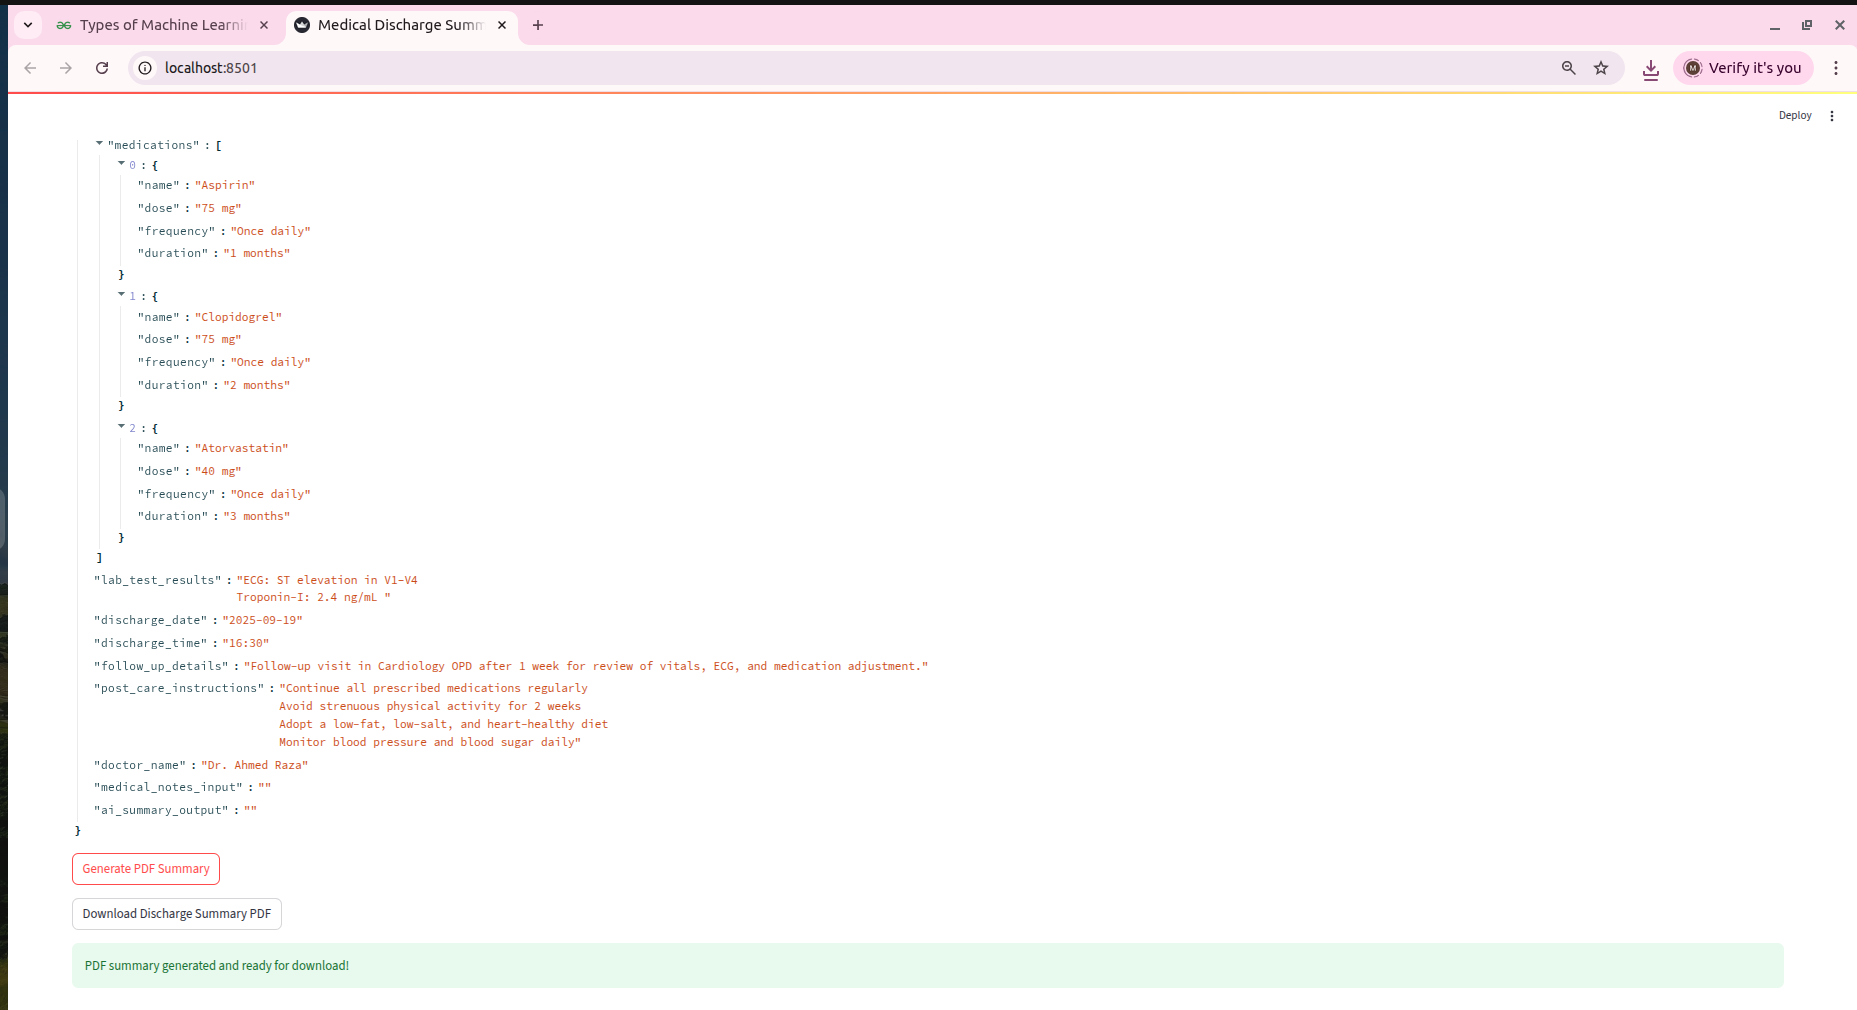 Types of Machine Learni
Medical Discharge Summ
localhost:8501
M
Verify it's you
Deploy
"medications" : [
0 : {
"name" : "Aspirin"
"dose" : "75 mg"
"frequency" : "Once daily"
"duration" : "1 months"
}
1 : {
"name" : "Clopidogrel"
"dose" : "75 mg"
"frequency" : "Once daily"
"duration" : "2 months"
}
2 : {
"name" : "Atorvastatin"
"dose" : "40 mg"
"frequency" : "Once daily"
"duration" : "3 months"
}
]
"lab_test_results" : "ECG: ST elevation in V1-V4
Troponin-I: 2.4 ng/mL "
"discharge_date" : "2025-09-19"
"discharge_time" : "16:30"
"follow_up_details" : "Follow-up visit in Cardiology OPD after 1 week for review of vitals, ECG, and medication adjustment."
"post_care_instructions" : "Continue all prescribed medications regularly
Avoid strenuous physical activity for 2 weeks
Adopt a low-fat, low-salt, and heart-healthy diet
Monitor blood pressure and blood sugar daily"
"doctor_name" : "Dr. Ahmed Raza"
"medical_notes_input" : ""
"ai_summary_output" : ""
}
Generate PDF Summary
Download Discharge Summary PDF
PDF summary generated and ready for download!